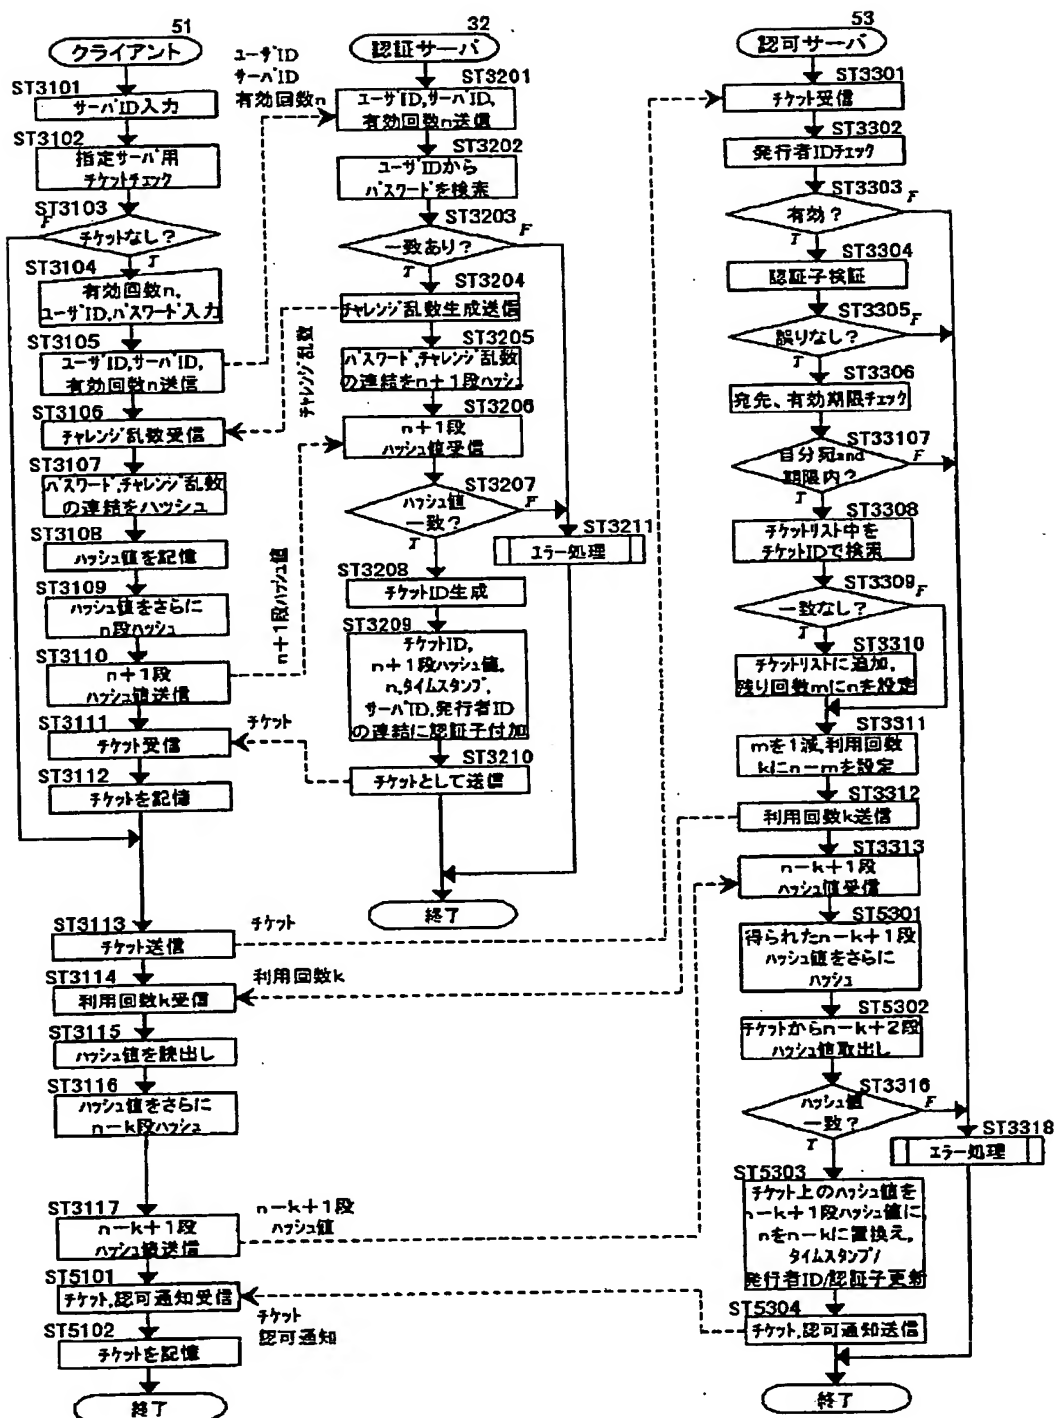 51
クライアント
ST3101
サーバID入力
ST3102
指定サーバ用
チケットチェック
ST3103
チケットなし?
F
T
ST3104
有効回数n,
ユーザID,パスワード入力
ST3105
ユーザID,サーバID,
有効回数n送信
ST3106
チャレンジ乱数受信
ST3107
パスワード,チャレンジ乱数
の連結をハッシュ
ST3108
ハッシュ値を記憶
ST3109
ハッシュ値をさらに
n段ハッシュ
ST3110
n+1段
ハッシュ値送信
ST3111
チケット受信
ST3112
チケットを記憶
ST3113
チケット送信
ST3114
利用回数k受信
ST3115
ハッシュ値を読出し
ST3116
ハッシュ値をさらに
n-k段ハッシュ
ST3117
n-k+1段
ハッシュ値送信
ST5101
チケット,認可通知受信
ST5102
チケットを記憶
終了
ユーザID
サーバID
有効回数n
チャレンジ乱数
n+1段ハッシュ値
チケット
チケット
利用回数k
n-k+1段
ハッシュ値
チケット
認可通知
32
認証サーバ
ST3201
ユーザID,サーバID,
有効回数n送信
ST3202
ユーザIDから
パスワードを検索
ST3203
一致あり?
F
T
ST3204
チャレンジ乱数生成送信
ST3205
パスワード,チャレンジ乱数
の連結をn+1段ハッシュ
ST3206
n+1段
ハッシュ値受信
ST3207
ハッシュ値
一致?
F
T
ST3211
エラー処理
ST3208
チケットID生成
ST3209
チケットID,
n+1段ハッシュ値,
n,タイムスタンプ,
サーバID,発行者ID
の連結に認証子付加
ST3210
チケットとして送信
終了
53
認可サーバ
ST3301
チケット受信
ST3302
発行者IDチェック
ST3303
有効?
F
T
ST3304
認証子検証
ST3305
誤りなし?
F
T
ST3306
宛先、有効期限チェック
ST33107
自分宛and
期限内?
F
T
ST3308
チケットリスト中を
チケットIDで検索
ST3309
一致なし?
F
T
ST3310
チケットリストに追加,
残り回数mにnを設定
ST3311
mを1減,利用回数
kにn-mを設定
ST3312
利用回数k送信
ST3313
n-k+1段
ハッシュ値受信
ST5301
得られたn-k+1段
ハッシュ値をさらに
ハッシュ
ST5302
チケットからn-k+2段
ハッシュ値取出し
ST3316
ハッシュ値
一致?
F
T
ST3318
エラー処理
ST5303
チケット上のハッシュ値を
n-k+1段ハッシュ値に,
nをn-kに置換え,
タイムスタンプ/
発行者ID/認証子更新
ST5304
チケット,認可通知送信
終了